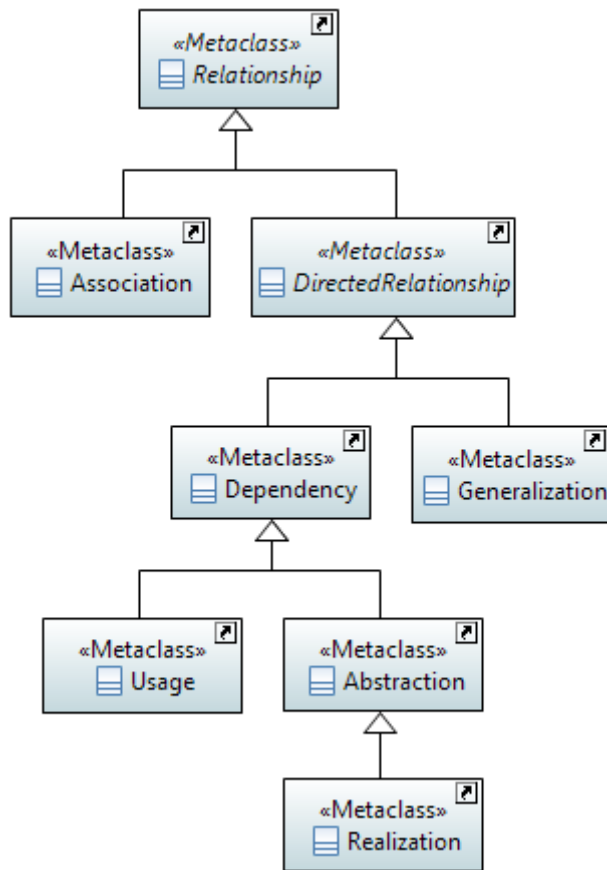 «Metaclass»
Relationship
«Metaclass»
Association
«Metaclass»
DirectedRelationship
«Metaclass»
Dependency
«Metaclass»
Generalization
«Metaclass»
Usage
«Metaclass»
Abstraction
«Metaclass»
Realization